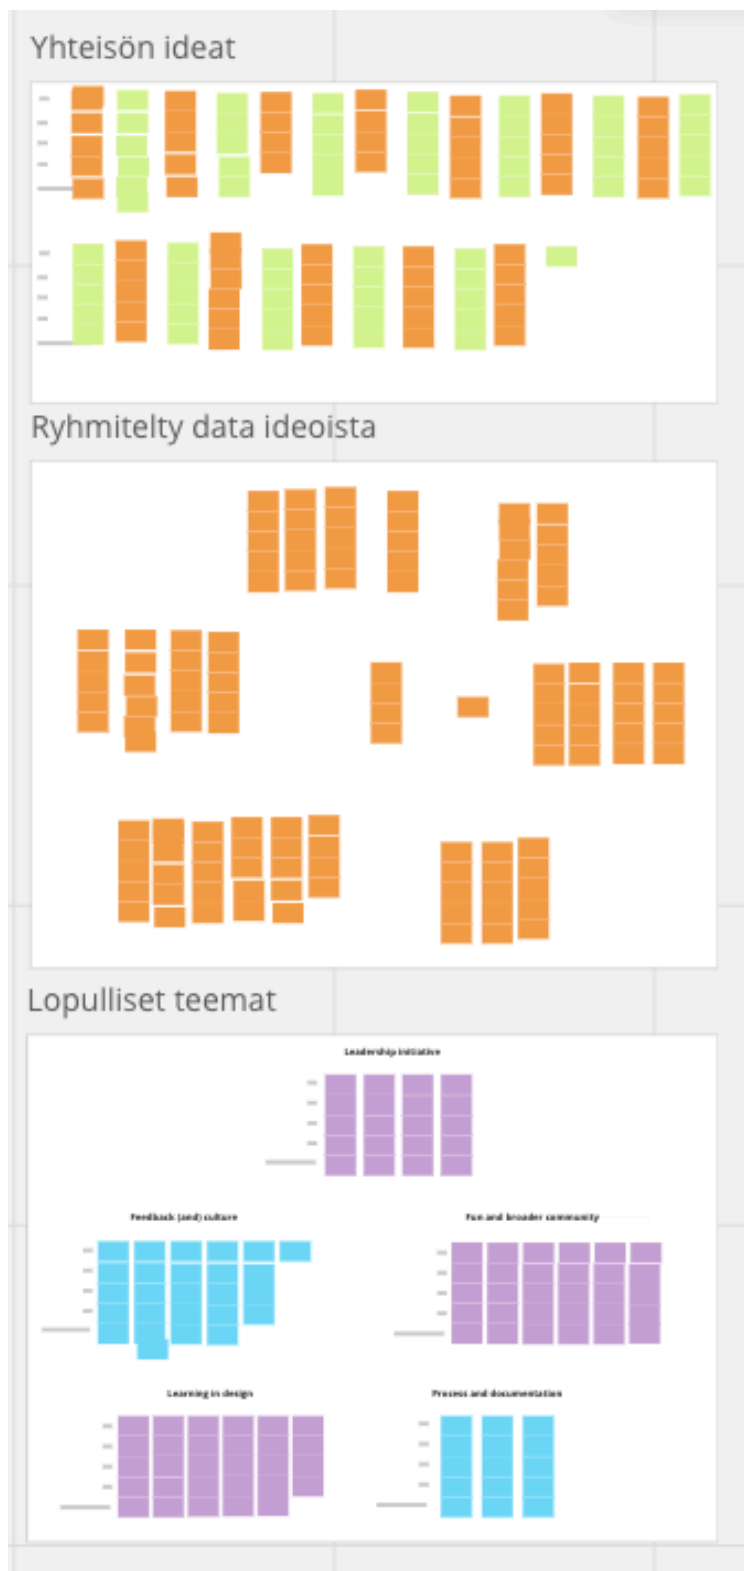 Yhteisön ideat
Ryhmitelty data ideoista
Lopulliset teemat
Leadership initiative
Feedback (and) culture
Fun and broader community
Learning in design
Process and documentation